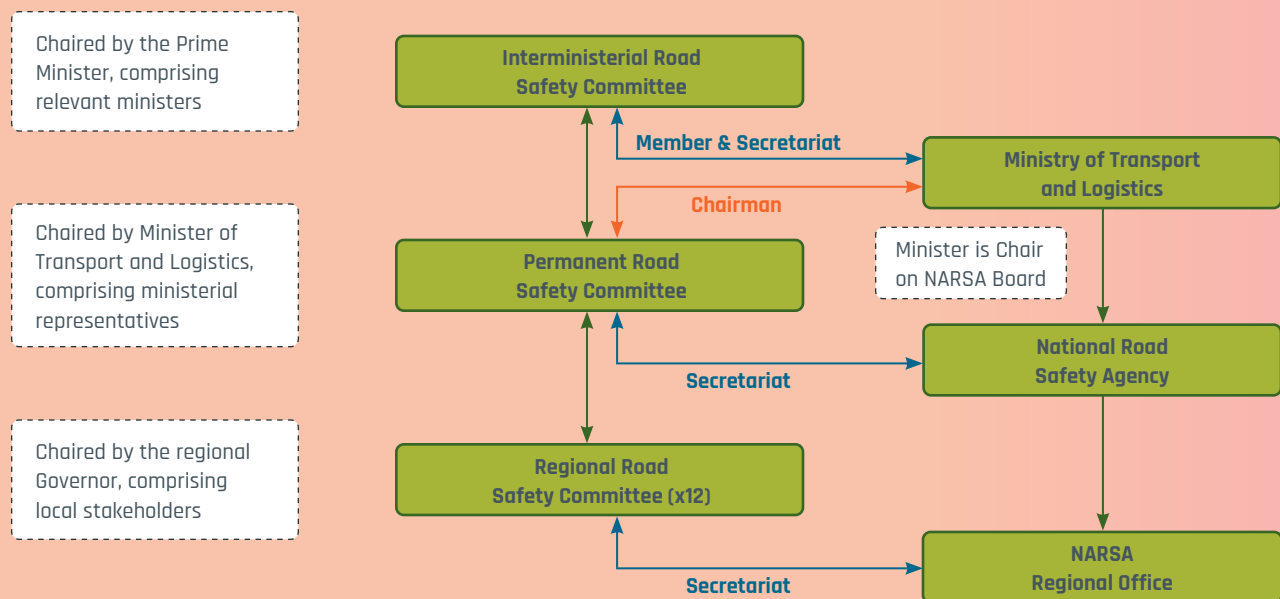 Chaired by the Prime
Minister, comprising
relevant ministers
Interministerial Road
Safety Committee
Member & Secretariat
Ministry of Transport
and Logistics
Chairman
Chaired by Minister of
Transport and Logistics,
comprising ministerial
representatives
Permanent Road
Safety Committee
Minister is Chair
on NARSA Board
National Road
Safety Agency
Secretariat
Chaired by the regional
Governor, comprising
local stakeholders
Regional Road
Safety Committee (x12)
NARSA
Regional Office
Secretariat